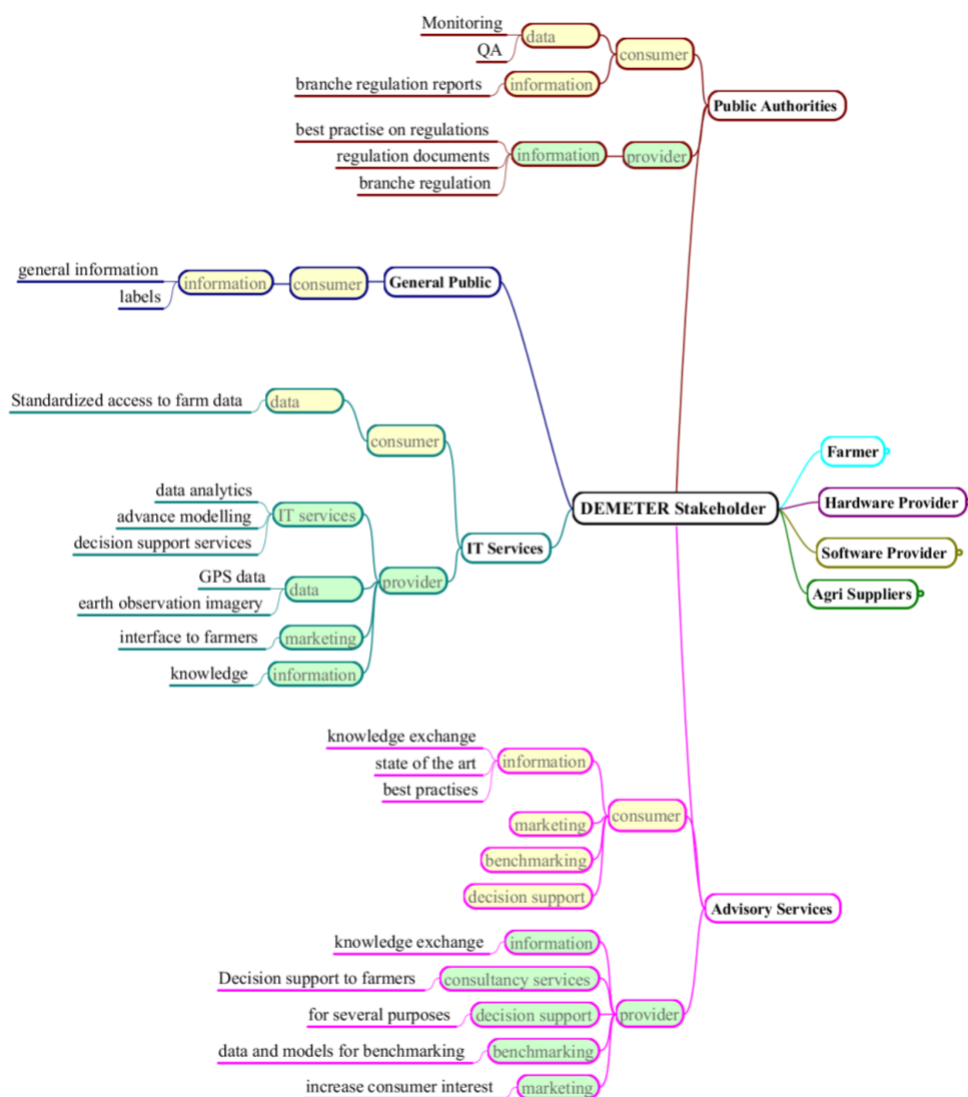 Monitoring
data
QA
consumer
branche regulation reports
information
Public Authorities
best practise on regulations
regulation documents
information
provider
branche regulation
general information
labels
information
consumer
General Public
Standardized access to farm data
data
consumer
data analytics
advance modelling
decision support services
IT services
GPS data
earth observation imagery
data
provider
interface to farmers
marketing
knowledge
information
IT Services
DEMETER Stakeholder
Farmer
Hardware Provider
Software Provider
Agri Suppliers
knowledge exchange
state of the art
best practises
information
marketing
benchmarking
decision support
consumer
Advisory Services
knowledge exchange
information
Decision support to farmers
consultancy services
for several purposes
decision support
provider
data and models for benchmarking
benchmarking
increase consumer interest
marketing